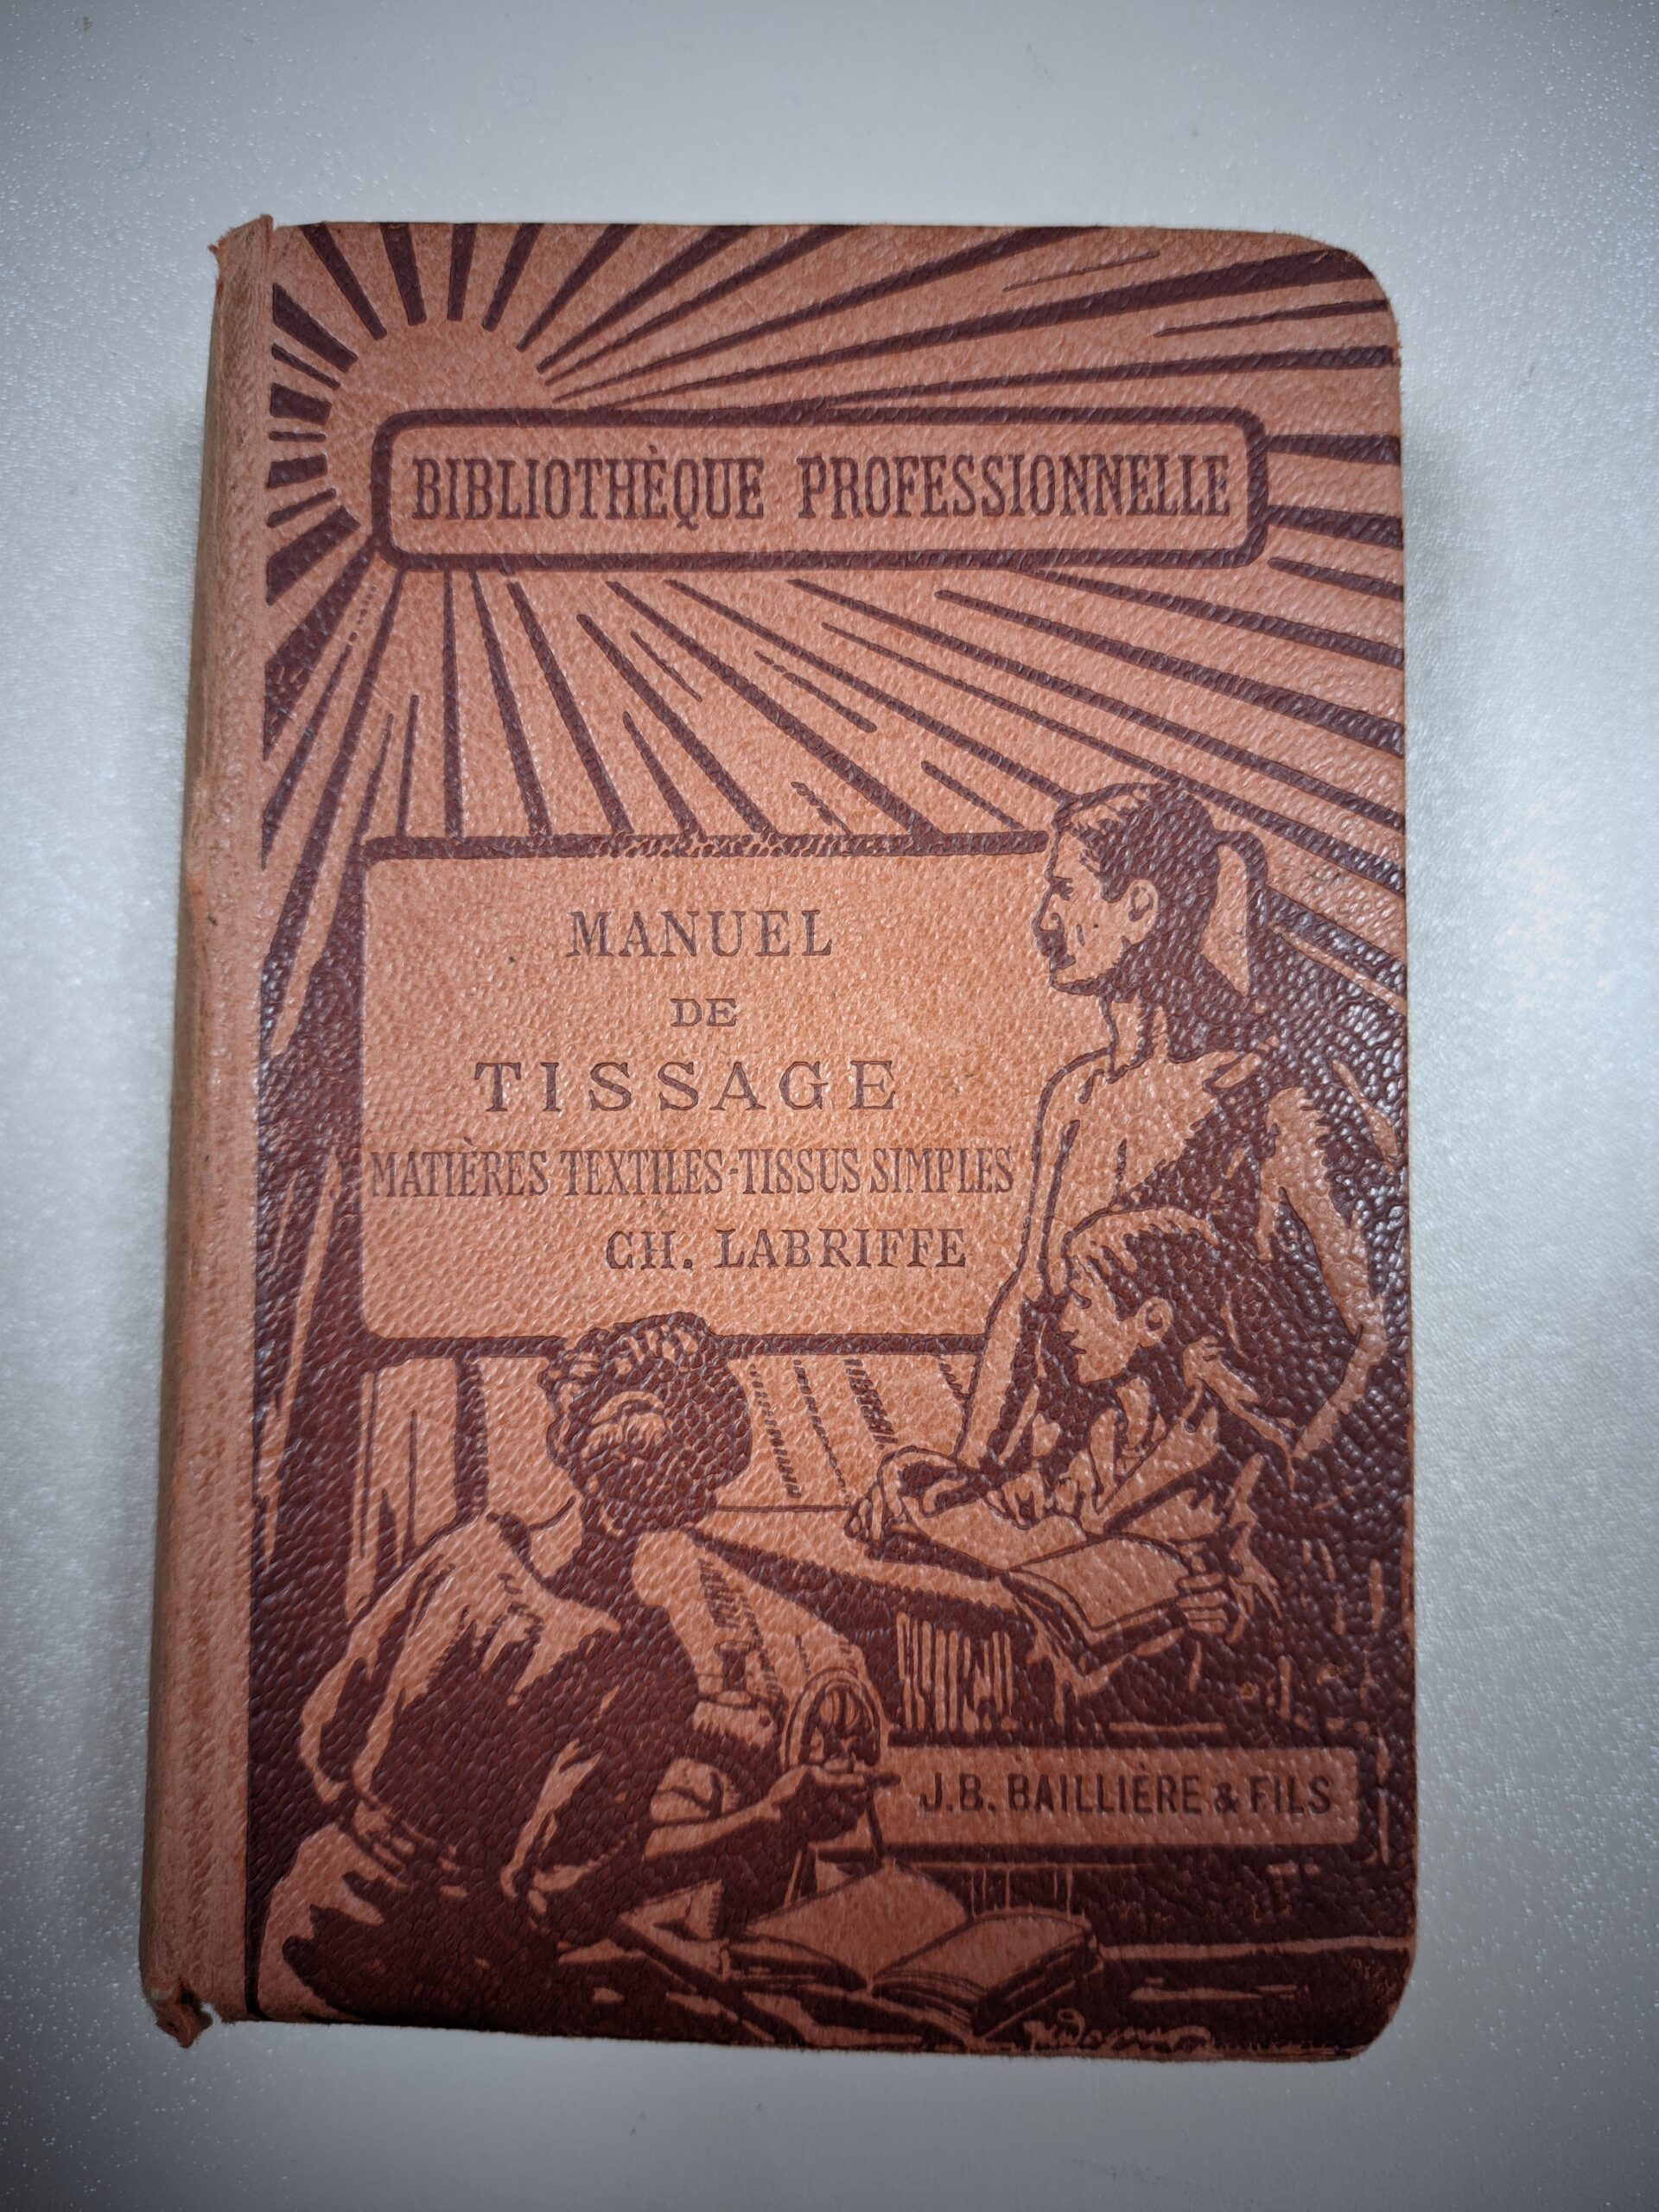 BIBLIOTHÈQUE PROFESSIONNELLE
MANUEL
DE
TISSAGE
MATIÈRES TEXTILES-TISSUS SIMPLES
CH. LABRIFFE
J.B. BAILLIÈRE & FILS